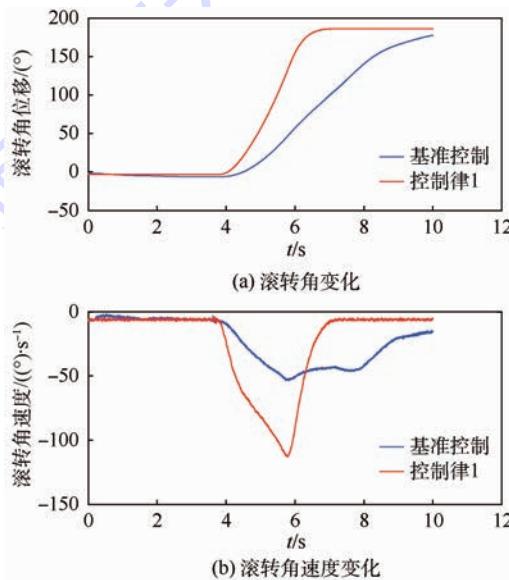 200
150
100
50
0
−50
滚转角位移/(°)
基准控制
控制律1
0 2 4 6 8 10 12
t/s
(a) 滚转角变化
0
−50
−100
−150
滚转角速度/((°)·s⁻¹)
基准控制
控制律1
0 2 4 6 8 10 12
t/s
(b) 滚转角速度变化